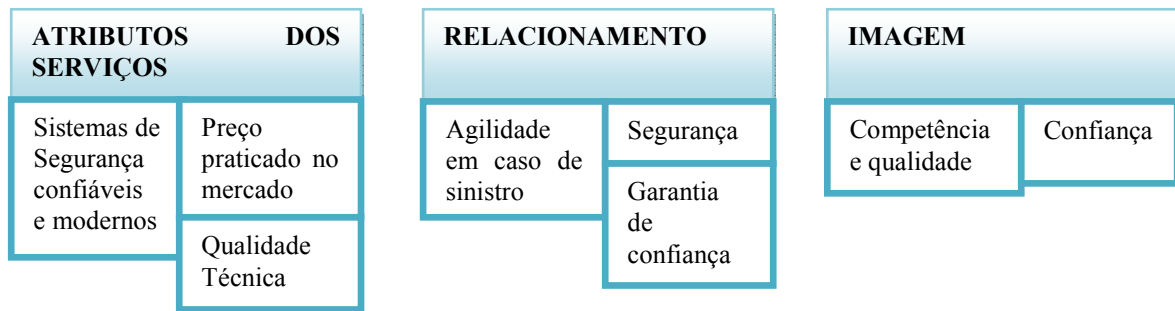 ATRIBUTOS DOS
SERVIÇOS
Sistemas de
Segurança
confiáveis
e modernos
Preço
praticado no
mercado
Qualidade
Técnica
RELACIONAMENTO
Agilidade
em caso de
sinistro
Segurança
Garantia
de
confiança
IMAGEM
Competência
e qualidade
Confiança